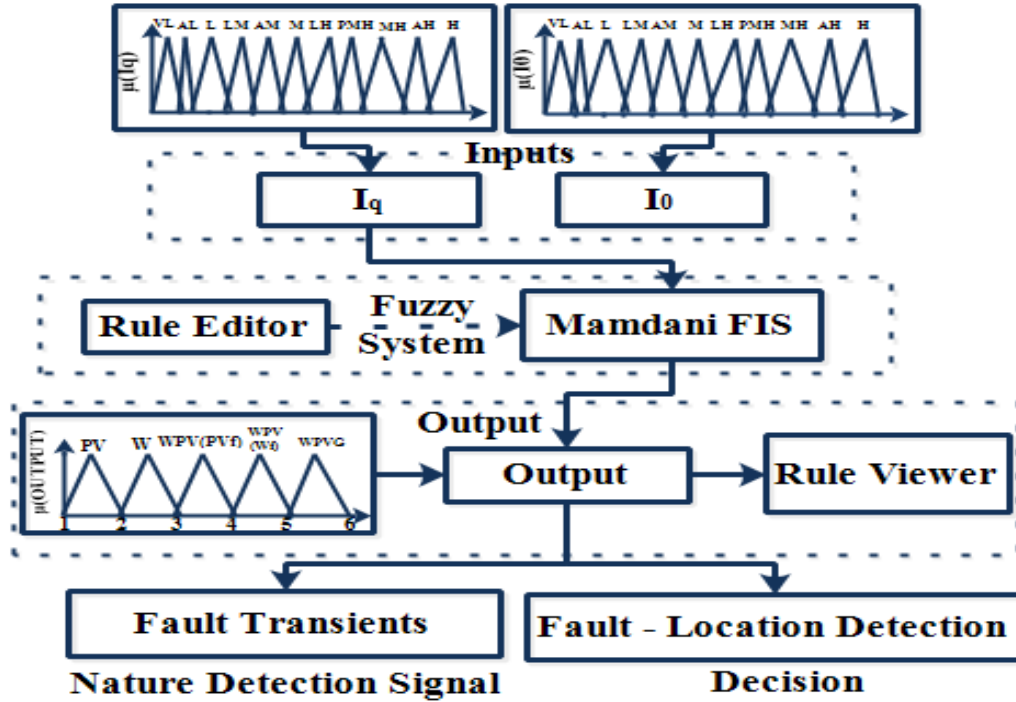 VL AL L LM AM M LH PMH MH AH H
μ(Iq)
VL AL L LM AM M LH PMH MH AH H
μ(I0)
Inputs
Iq
I0
Rule Editor
Fuzzy
System
Mamdani FIS
Output
PV W WPV(PVf) WPV
(Wf) WPVG
μ(OUTPUT)
1 2 3 4 5 6
Output
Rule Viewer
Fault Transients
Fault - Location Detection
Nature Detection Signal
Decision